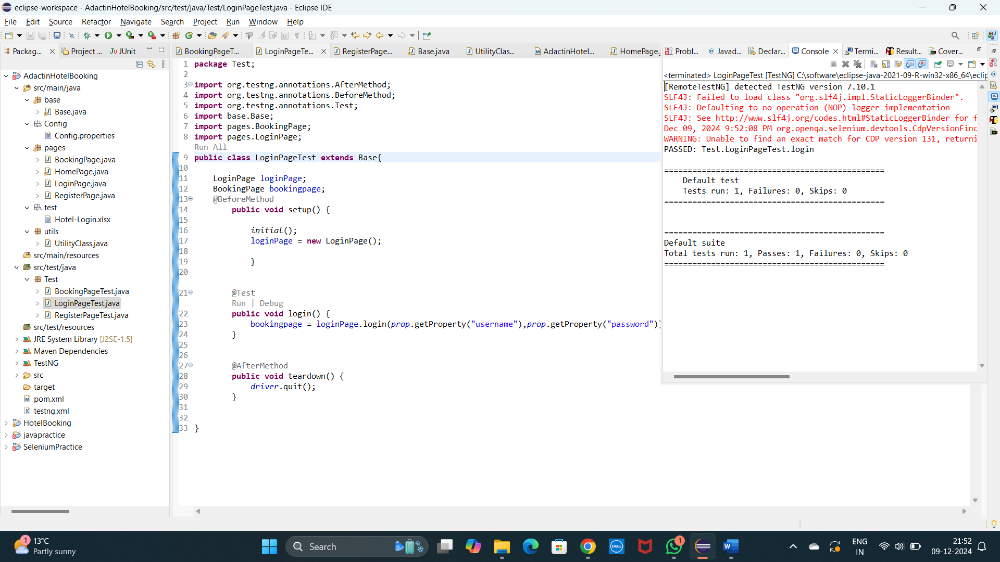 eclipse-workspace - AdactinHotelBooking/src/test/java/Test/LoginPageTest.java - Eclipse IDE
File Edit Source Refactor Navigate Search Project Run Window Help
Packag... Project ... JUnit
AdactinHotelBooking
src/main/java
base
Base.java
Config
Config.properties
pages
BookingPage.java
HomePage.java
LoginPage.java
RegisterPage.java
test
Hotel-Login.xlsx
utils
UtilityClass.java
src/main/resources
src/test/java
Test
BookingPageTest.java
LoginPageTest.java
RegisterPageTest.java
src/test/resources
JRE System Library [J2SE-1.5]
Maven Dependencies
TestNG
src
target
pom.xml
testng.xml
HotelBooking
javapractice
SeleniumPractice
BookingPageT... LoginPageTe... RegisterPage... Base.java UtilityClas... AdactinHotel... HomePage.
1 package Test;
2
3 import org.testng.annotations.AfterMethod;
4 import org.testng.annotations.BeforeMethod;
5 import org.testng.annotations.Test;
6 import base.Base;
7 import pages.BookingPage;
8 import pages.LoginPage;
Run All
9 public class LoginPageTest extends Base{
10
11 LoginPage loginPage;
12 BookingPage bookingpage;
13 @BeforeMethod
14 public void setup() {
15
16 initial();
17 loginPage = new LoginPage();
18
19 }
20
21 @Test
Run | Debug
22 public void login() {
23 bookingpage = loginPage.login(prop.getProperty("username"),prop.getProperty("password"))
24 }
25
26
27 @AfterMethod
28 public void teardown() {
29 driver.quit();
30 }
31
32
33 }
Probl... Javad... Declar... Console Termi... Result... Cover...
<terminated> LoginPageTest [TestNG] C:\software\eclipse-java-2021-09-R-win32-x86_64\eclip
[RemoteTestNG] detected TestNG version 7.10.1
SLF4J: Failed to load class "org.slf4j.impl.StaticLoggerBinder".
SLF4J: Defaulting to no-operation (NOP) logger implementation
SLF4J: See http://www.slf4j.org/codes.html#StaticLoggerBinder for f
Dec 09, 2024 9:52:08 PM org.openqa.selenium.devtools.CdpVersionFind
WARNING: Unable to find an exact match for CDP version 131, returni
PASSED: Test.LoginPageTest.login
===============================================
Default test
Tests run: 1, Failures: 0, Skips: 0
===============================================
===============================================
Default suite
Total tests run: 1, Passes: 1, Failures: 0, Skips: 0
===============================================
1
13°C
Partly sunny
Search
DELL
1
ENG
IN
21:52
09-12-2024